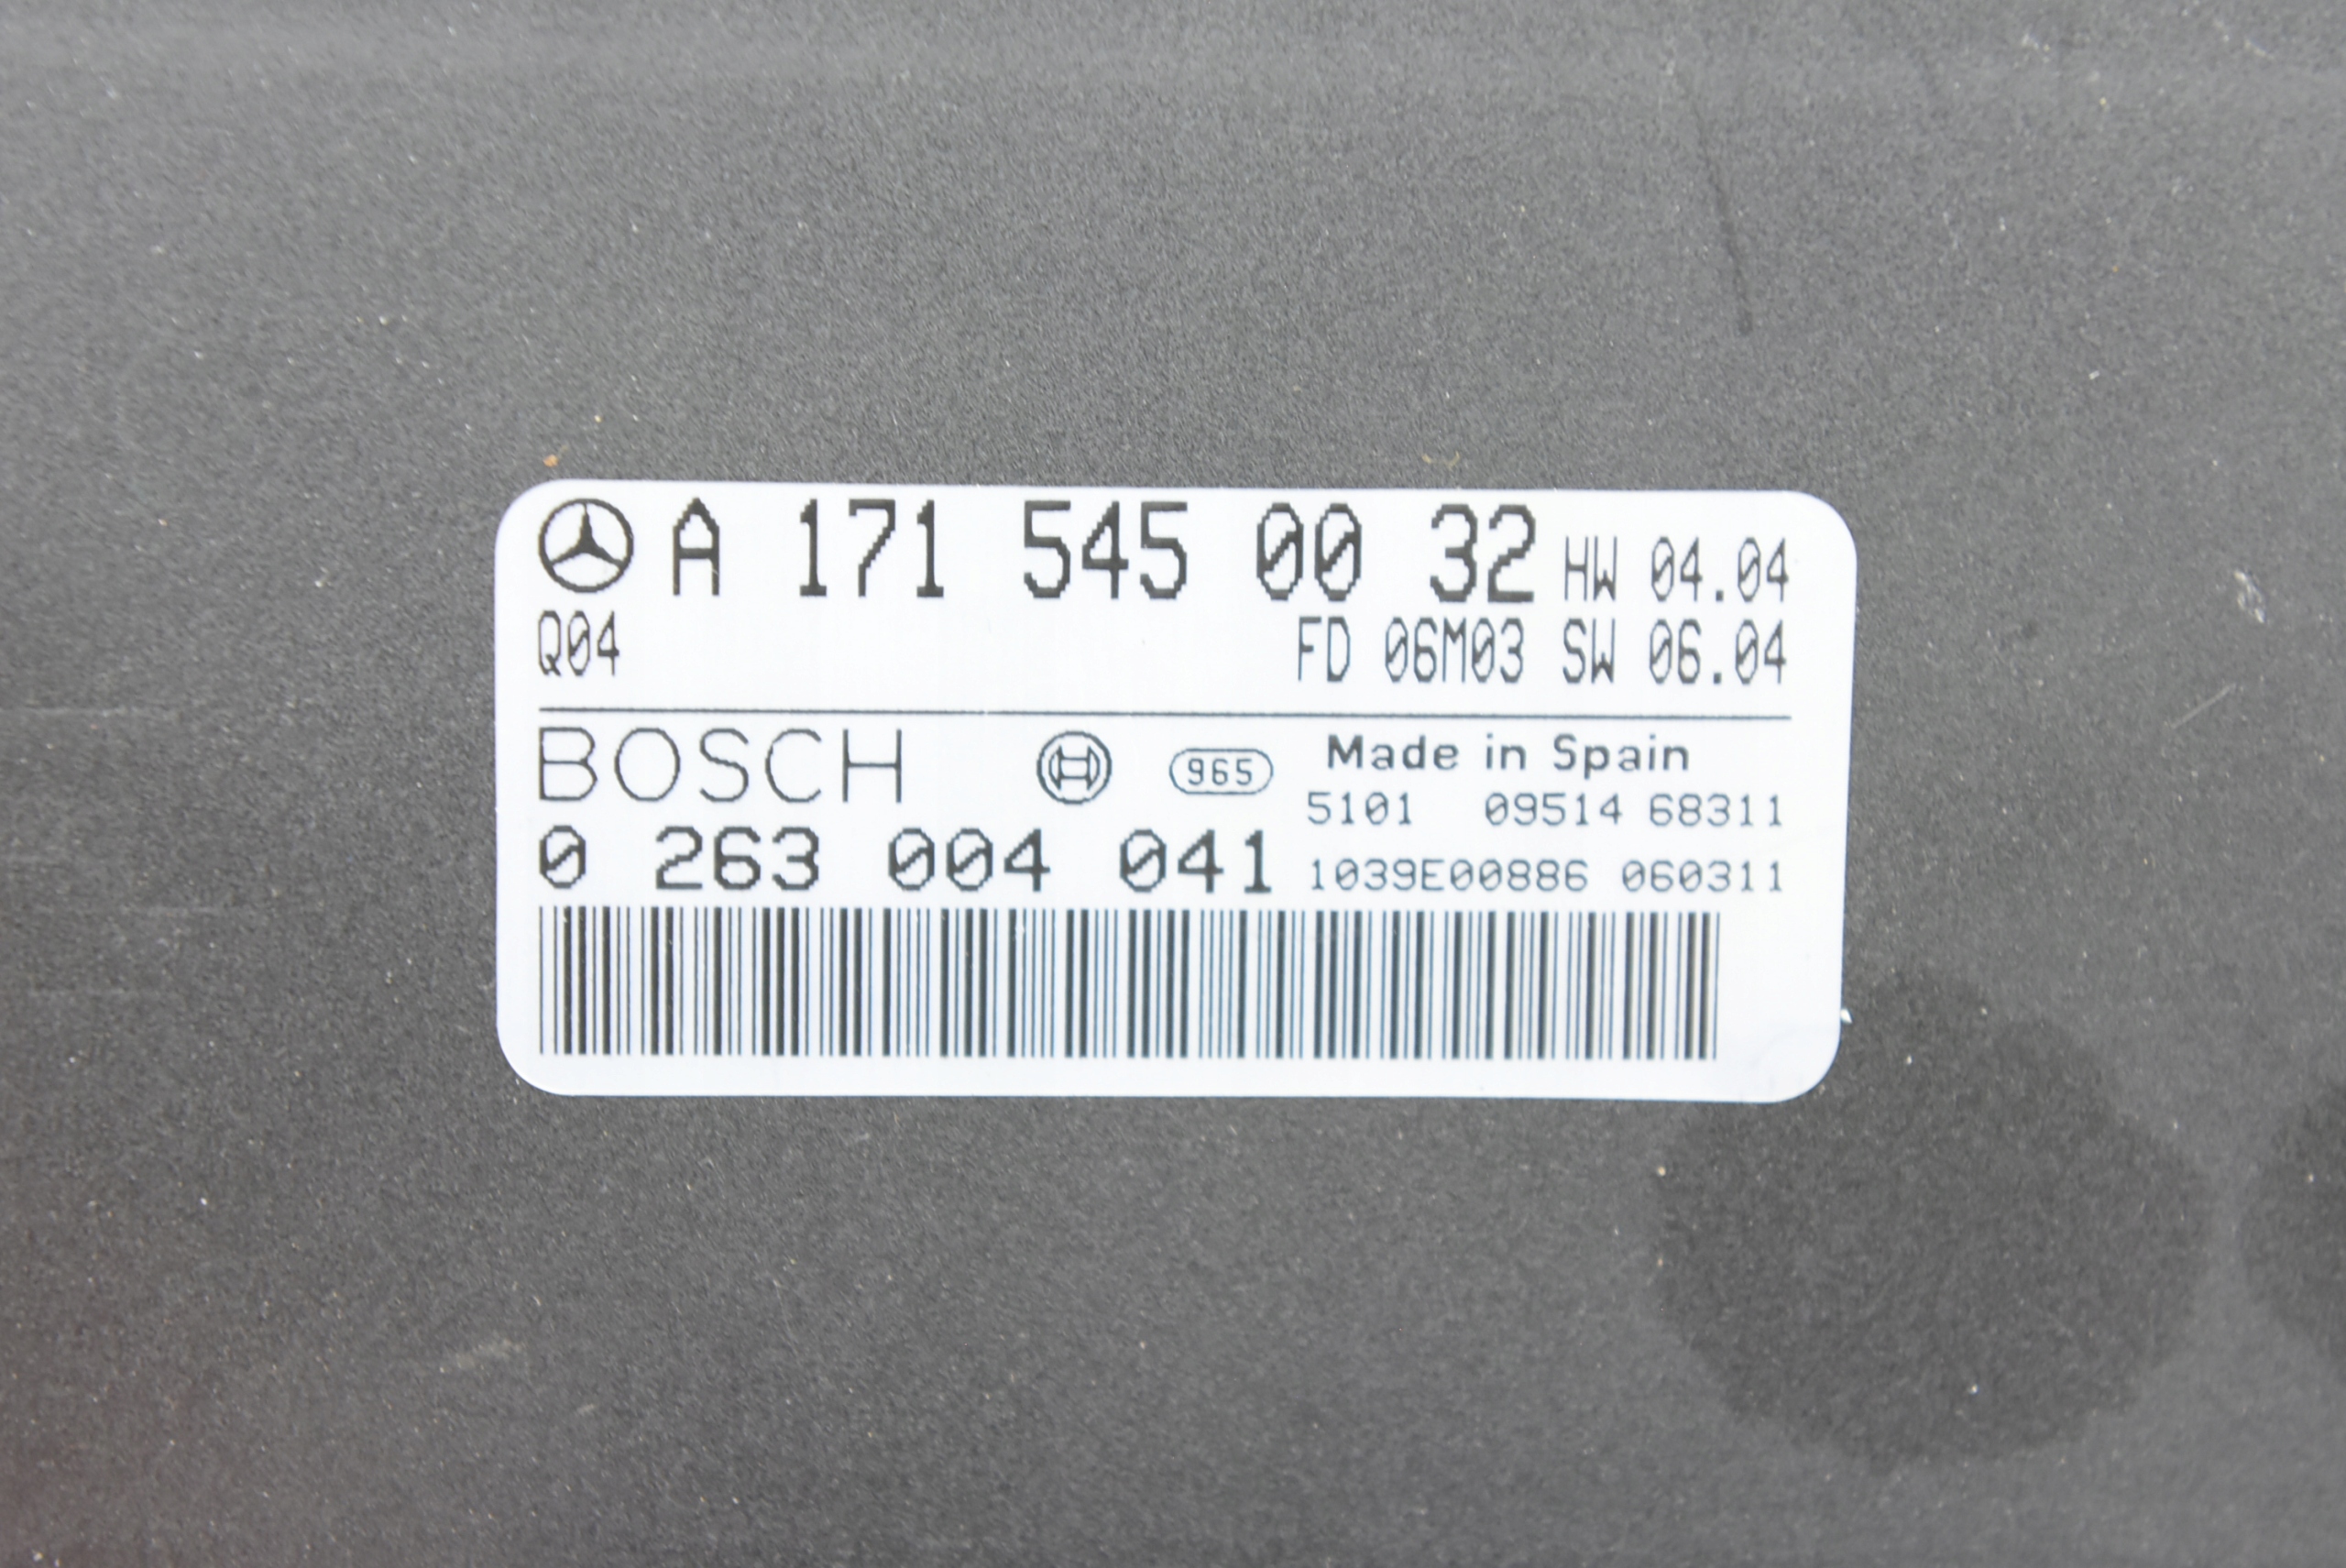 A 171 545 00 32 HW 04.04
Q04 FD 06M03 SW 06.04
BOSCH 965 Made in Spain
5101 09514 68311
0 263 004 041 1039E00886 060311